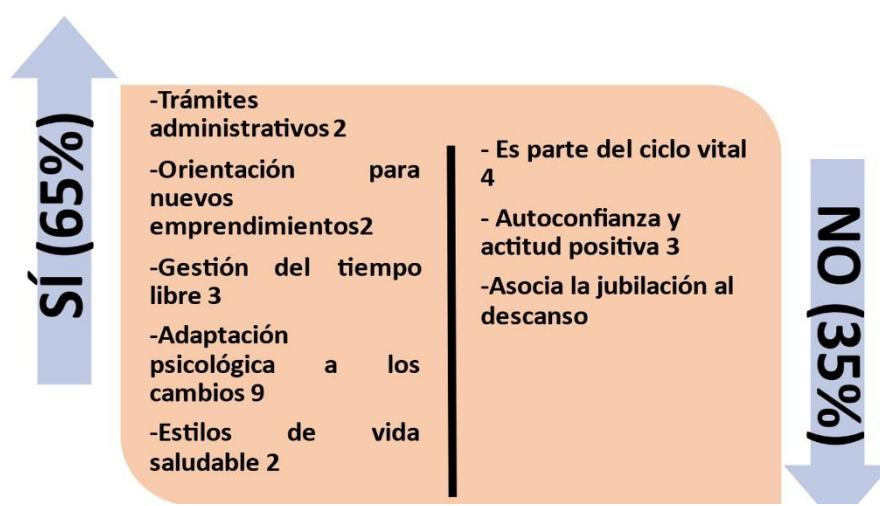 SÍ (65%)
-Trámites
administrativos 2
-Orientación para
nuevos
emprendimientos2
-Gestión del tiempo
libre 3
-Adaptación
psicológica a los
cambios 9
-Estilos de vida
saludable 2
- Es parte del ciclo vital
4
- Autoconfianza y
actitud positiva 3
-Asocia la jubilación al
descanso
NO (35%)